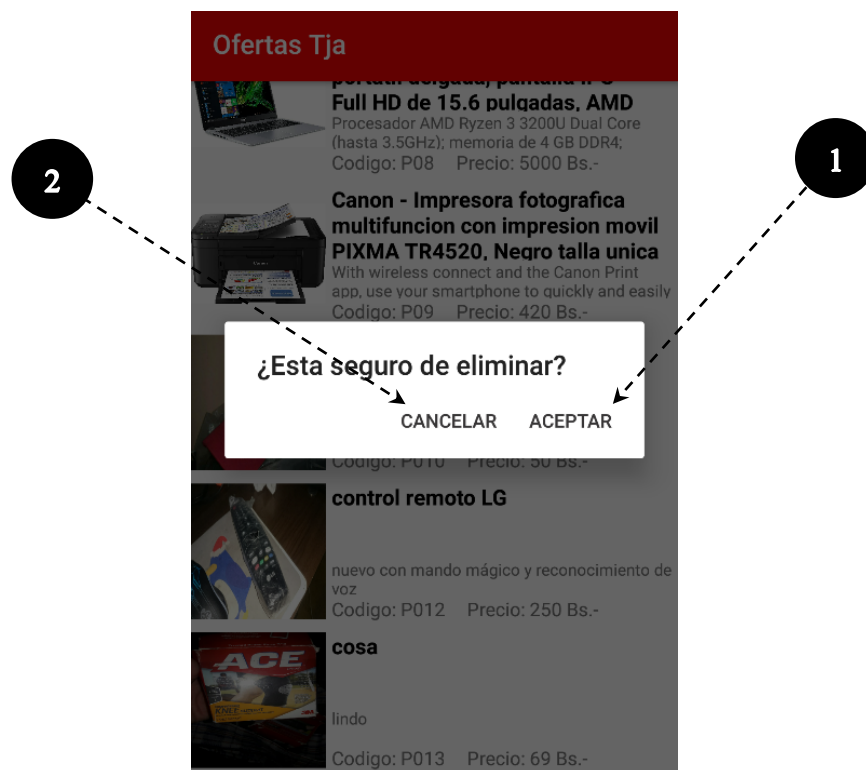 Ofertas Tja
portatil delgada, pantalla IPS
Full HD de 15.6 pulgadas, AMD
Procesador AMD Ryzen 3 3200U Dual Core
(hasta 3.5GHz); memoria de 4 GB DDR4;
Codigo: P08 Precio: 5000 Bs.-
2
1
Canon - Impresora fotografica
multifuncion con impresion movil
PIXMA TR4520, Negro talla unica
With wireless connect and the Canon Print
app, use your smartphone to quickly and easily
Codigo: P09 Precio: 420 Bs.-
¿Esta seguro de eliminar?
CANCELAR ACEPTAR
Codigo: P010 Precio: 50 Bs.-
control remoto LG
nuevo con mando mágico y reconocimiento de
voz
Codigo: P012 Precio: 250 Bs.-
ACE
cosa
lindo
Codigo: P013 Precio: 69 Bs.-